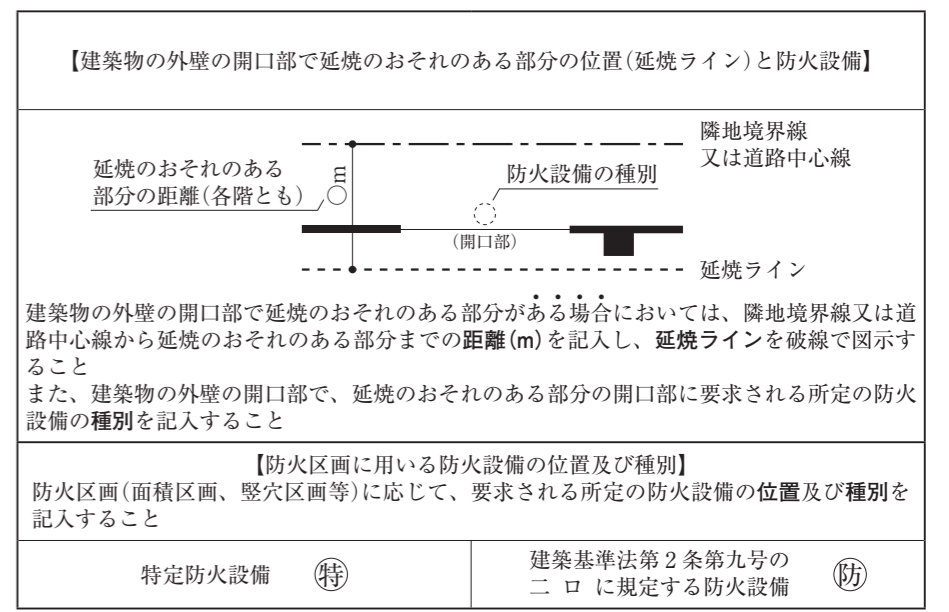 【建築物の外壁の開口部で延焼のおそれのある部分の位置(延焼ライン)と防火設備】
隣地境界線
又は道路中心線
延焼のおそれのある
部分の距離(各階とも)
○m
防火設備の種別
(開口部)
延焼ライン
建築物の外壁の開口部で延焼のおそれのある部分がある場合においては、隣地境界線又は道
路中心線から延焼のおそれのある部分までの距離(m)を記入し、延焼ラインを破線で図示す
ること
また、建築物の外壁の開口部で、延焼のおそれのある部分の開口部に要求される所定の防火
設備の種別を記入すること
【防火区画に用いる防火設備の位置及び種別】
防火区画(面積区画、竪穴区画等)に応じて、要求される所定の防火設備の位置及び種別を
記入すること
特定防火設備 ㊕
建築基準法第2条第九号の
二 ロ に規定する防火設備 防